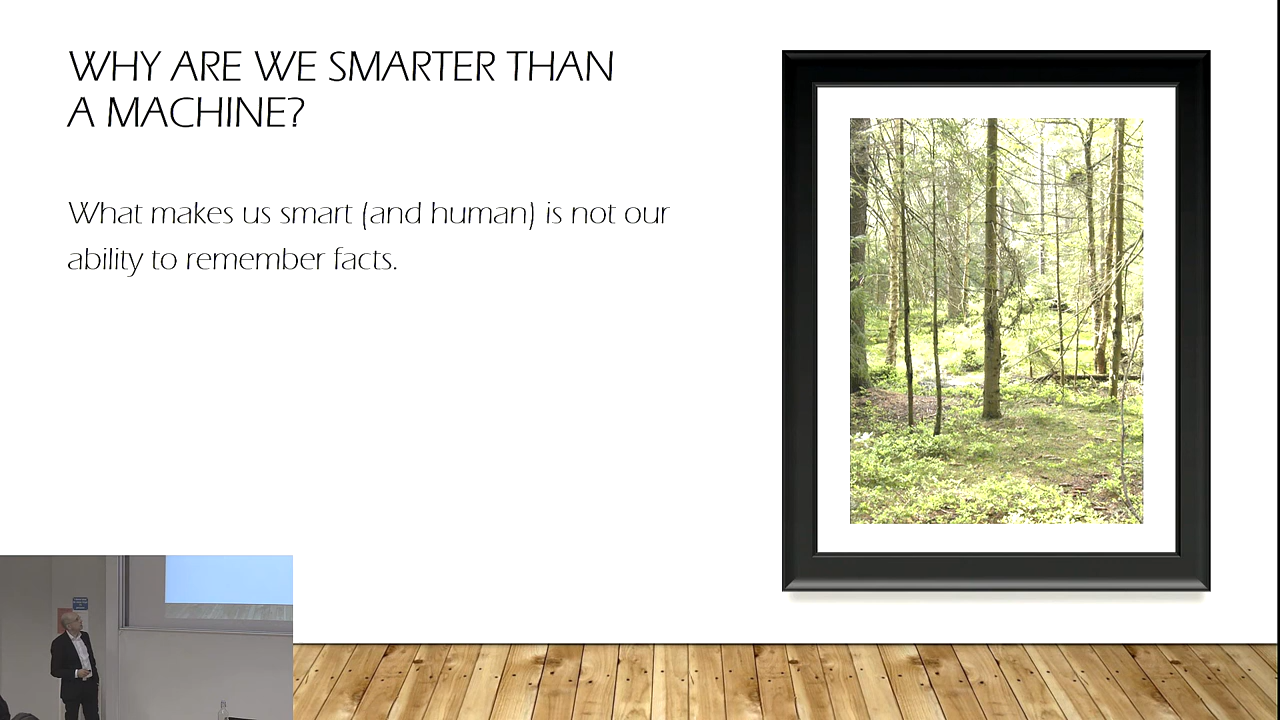 WHY ARE WE SMARTER THAN
A MACHINE?
What makes us smart (and human) is not our
ability to remember facts.